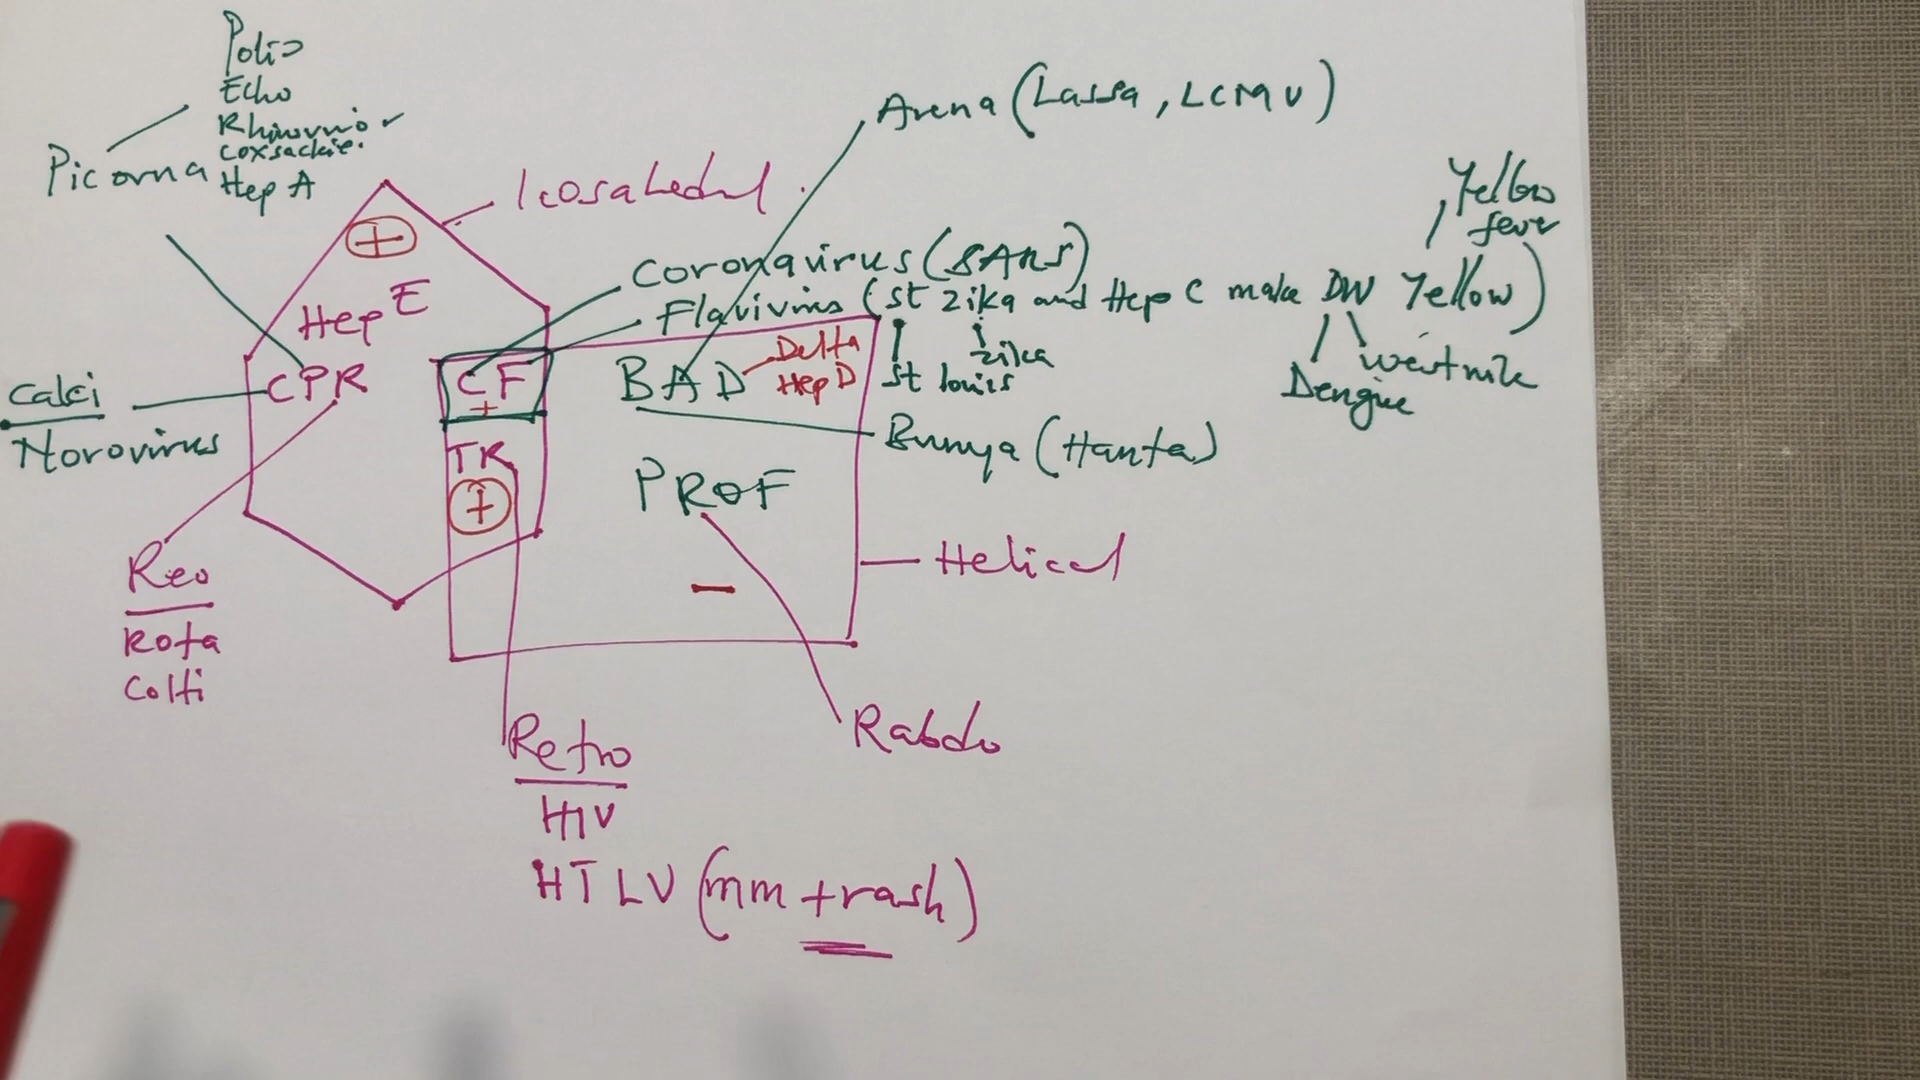 Polio
Echo
Rhinovirio
Coxsackie.
Hep A
Picorna
Arena (Lassa, LCMV)
Icosahedral
Yellow
fever
Coronavirus (SARS)
Flavivirus (St Zika and Hep C make DW Yellow)
+
Hep E
CPR
CF
+
BAD
Delta
Hep D
St louis
zika
Dengue
westnile
Calci
Norovirus
TR
+
Bunya (Hanta)
PROF
-
Helical
Reo
Rota
Colti
Retro
HIV
HTLV (mm + rash)
Rabdo